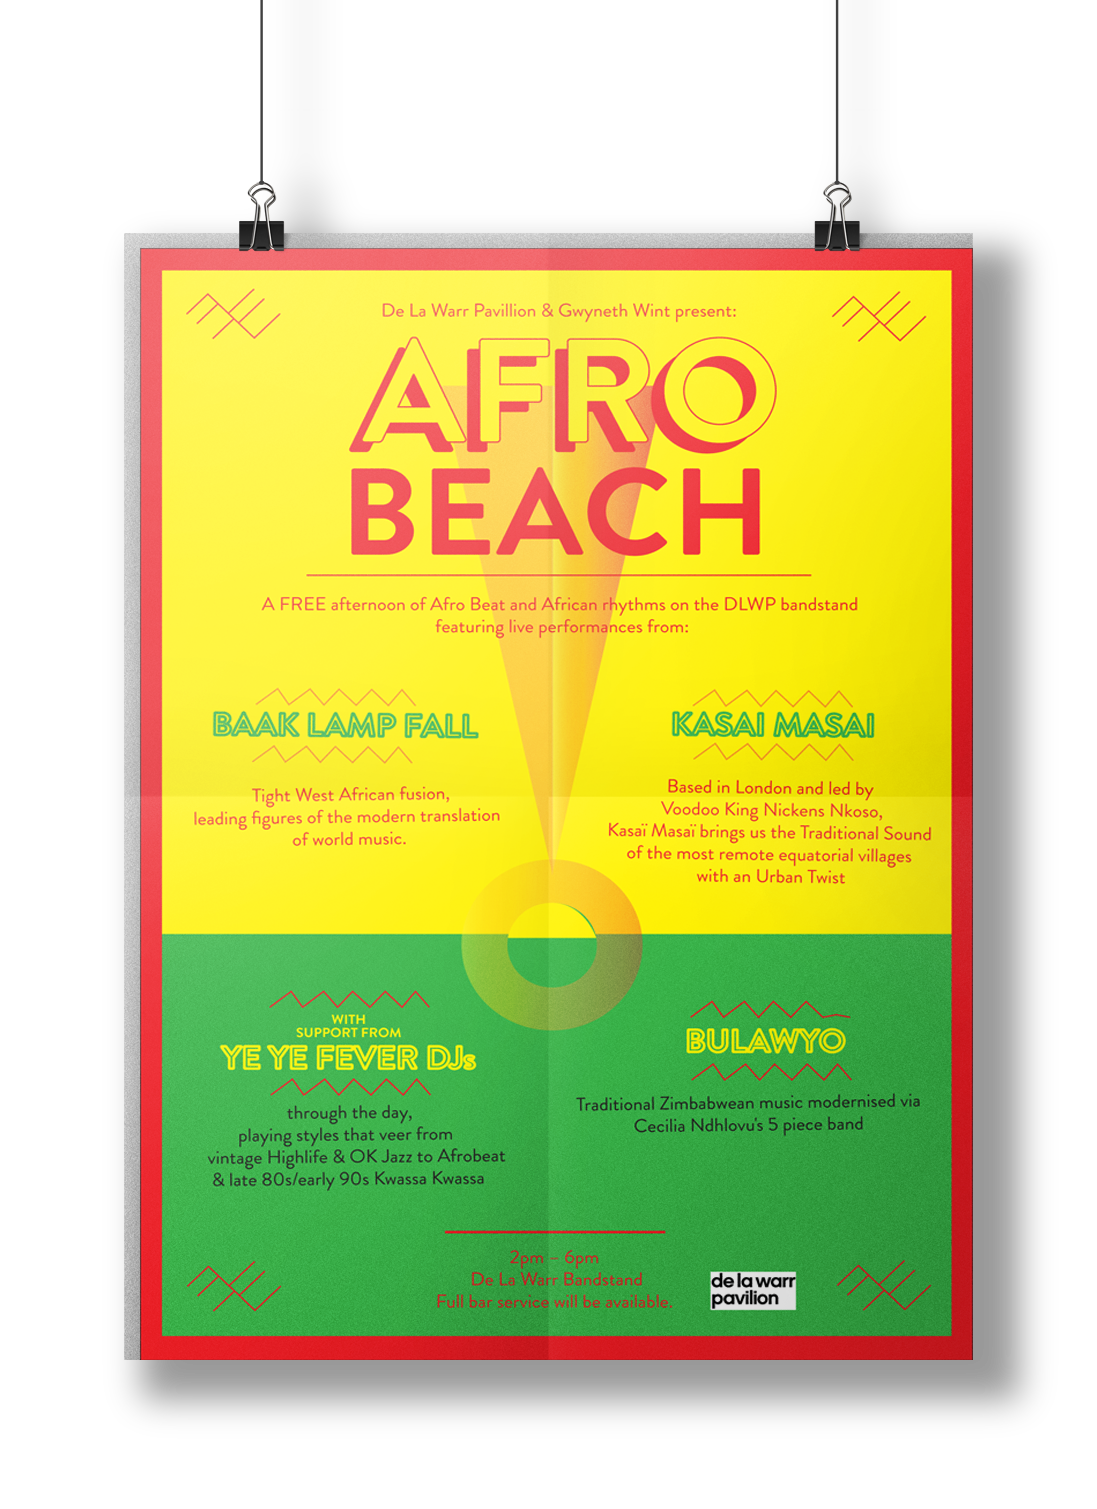 De La Warr Pavillion & Gwyneth Wint present:
AFRO
BEACH
A FREE afternoon of Afro Beat and African rhythms on the DLWP bandstand
featuring live performances from:
BAAK LAMP FALL
Tight West African fusion,
leading figures of the modern translation
of world music.
KASAI MASAI
Based in London and led by
Voodoo King Nickens Nkoso,
Kasaï Masaï brings us the Traditional Sound
of the most remote equatorial villages
with an Urban Twist
WITH
SUPPORT FROM
YE YE FEVER DJs
through the day,
playing styles that veer from
vintage Highlife & OK Jazz to Afrobeat
& late 80s/early 90s Kwassa Kwassa
BULAWYO
Traditional Zimbabwean music modernised via
Cecilia Ndhlovu's 5 piece band
2pm – 6pm
De La Warr Bandstand
Full bar service will be available.
de la warr
pavilion